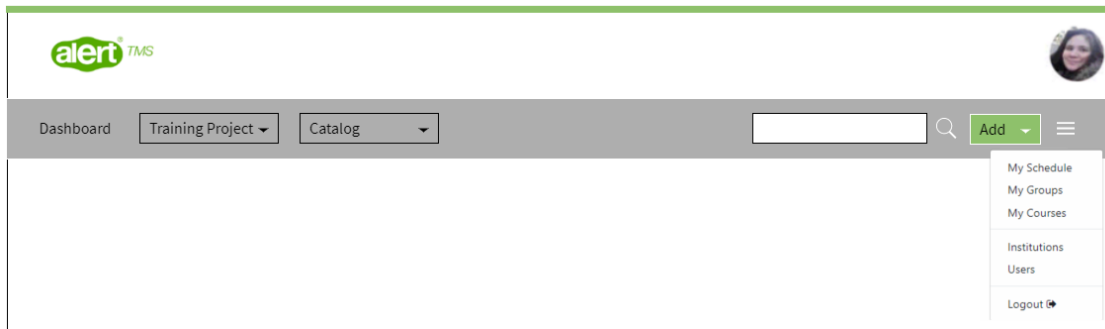 alert® TMS
Dashboard Training Project Catalog Add
My Schedule
My Groups
My Courses
Institutions
Users
Logout